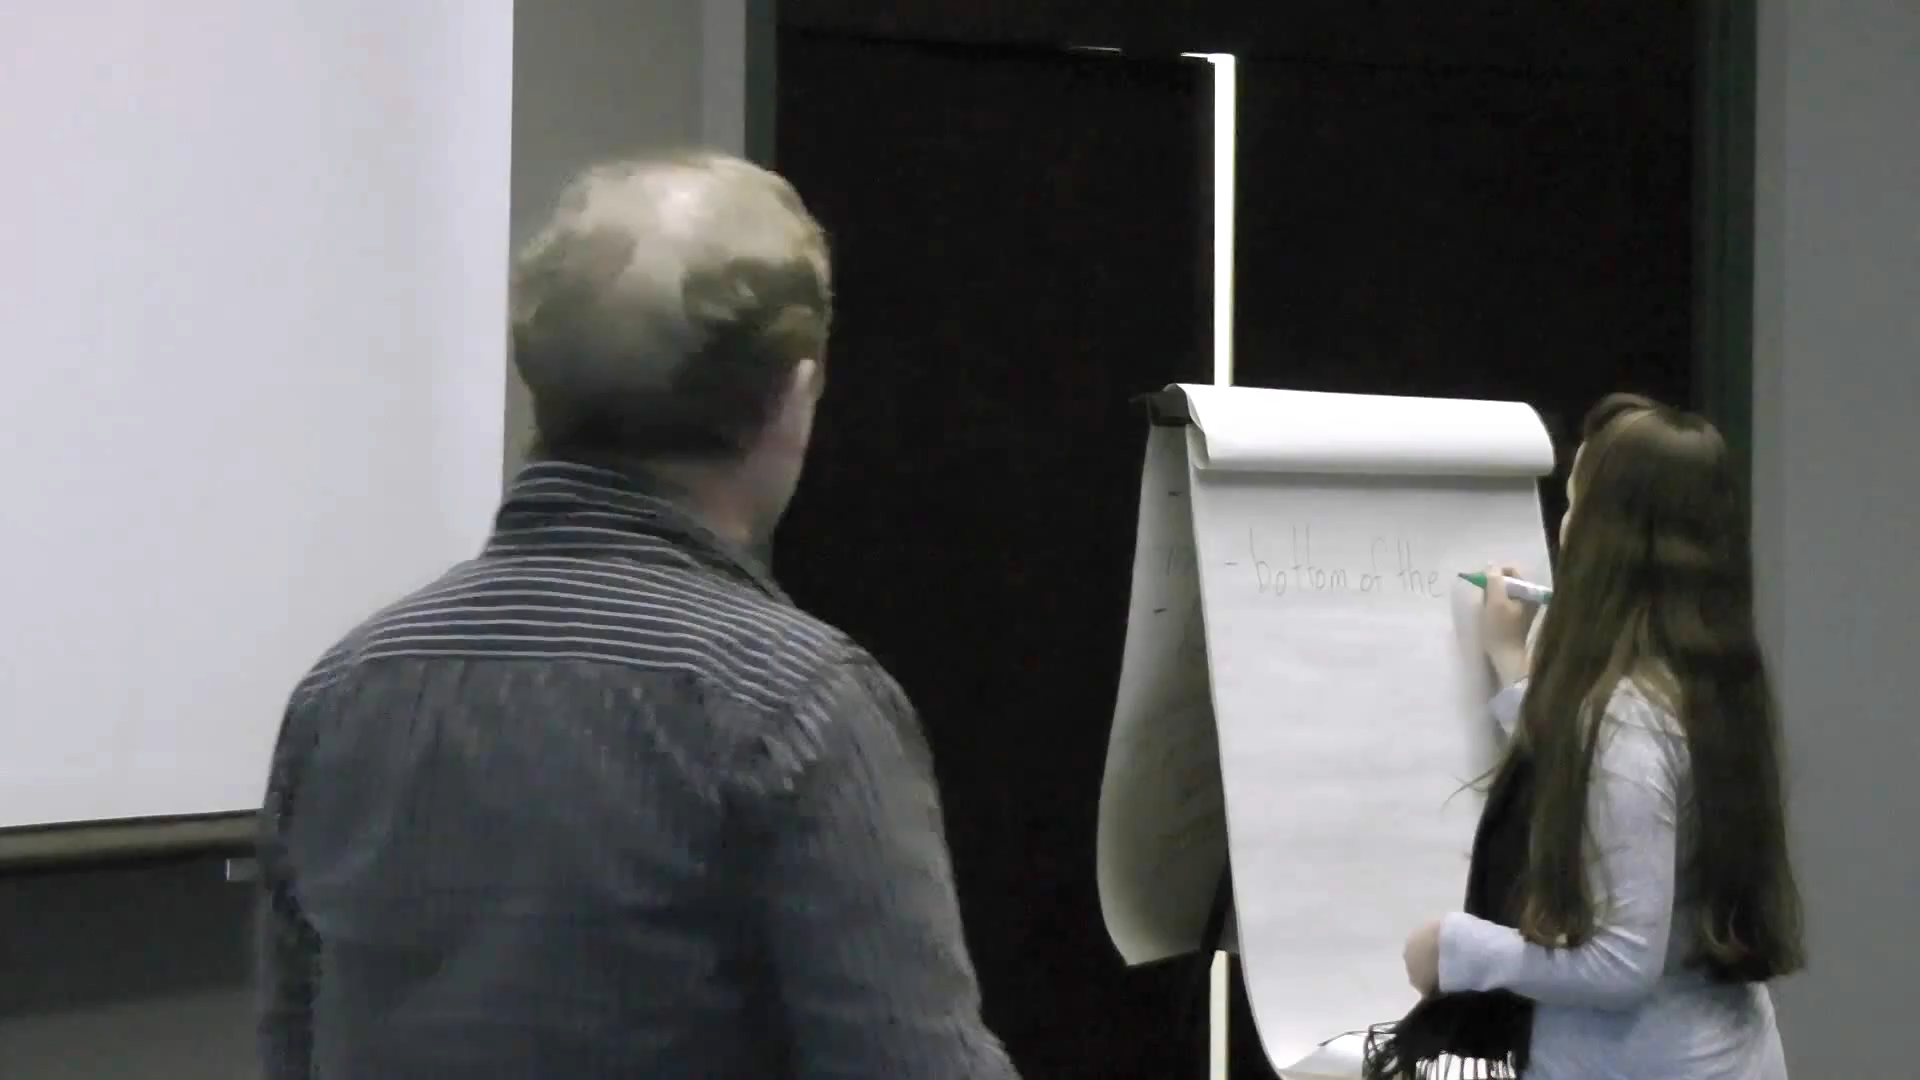 - bottom of the